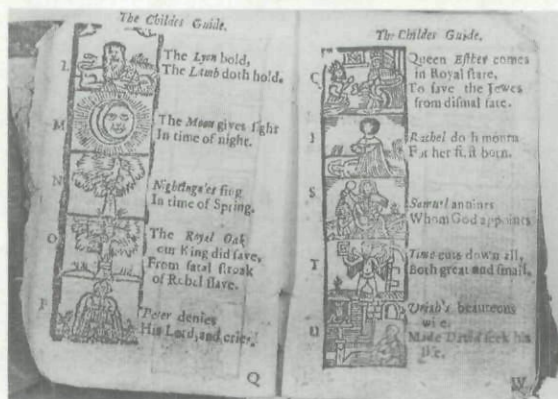 The Childes Guide.
L
The Lyon bold,
The Lamb doth hold.
M
The Moon gives light
In time of night.
N
Nightingales sing
In time of Spring.
O
The Royal Oak
our King did save,
From fatal stroak
of Rebel slave.
P
Peter denies
His Lord, and cries.
Q
The Childes Guide.
Q
Queen Esther comes
in Royal state,
To save the Jewes
from dismal fate.
Rachel doth mourn
For her first born.
S
Samuel annoints
Whom God appoints
T
Time cuts down all,
Both great and small.
U
Uriah's beauteous
wife,
Made David seek his
life.
W